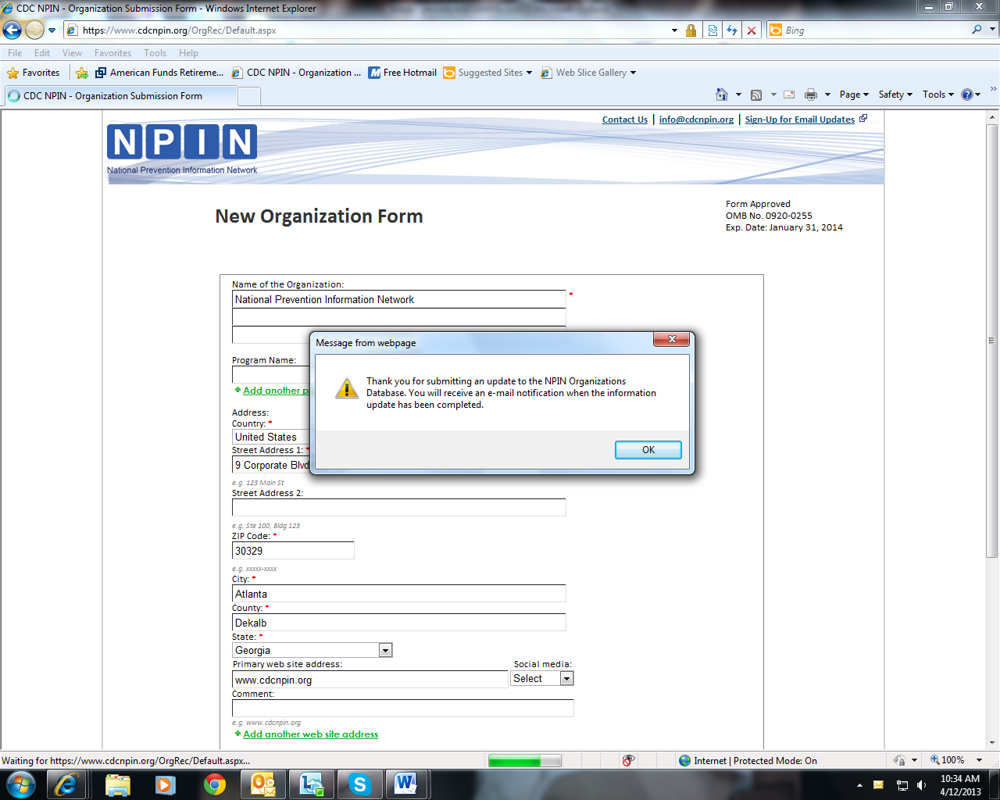 CDC NPIN - Organization Submission Form - Windows Internet Explorer
https://www.cdcnpin.org/OrgRec/Default.aspx
Bing
File Edit View Favorites Tools Help
Favorites American Funds Retireme... CDC NPIN - Organization ... Free Hotmail Suggested Sites Web Slice Gallery
CDC NPIN - Organization Submission Form
Page Safety Tools
Contact Us | info@cdcnpin.org | Sign-Up for Email Updates
NPIN
National Prevention Information Network
New Organization Form
Form Approved
OMB No. 0920-0255
Exp. Date: January 31, 2014
Name of the Organization:
National Prevention Information Network *
Program Name:
Add another p
Address:
Country: *
United States
Street Address 1: *
9 Corporate Blvd
e.g. 123 Main St
Street Address 2:
e.g. Ste 100, Bldg 123
ZIP Code: *
30329
e.g. xxxxx-xxxx
City: *
Atlanta
County: *
Dekalb
State: *
Georgia
Primary web site address: Social media:
www.cdcnpin.org Select
Comment:
e.g. www.cdcnpin.org
Add another web site address
Message from webpage
Thank you for submitting an update to the NPIN Organizations
Database. You will receive an e-mail notification when the information
update has been completed.
OK
Waiting for https://www.cdcnpin.org/OrgRec/Default.aspx...
Internet | Protected Mode: On
100%
10:34 AM
4/12/2013